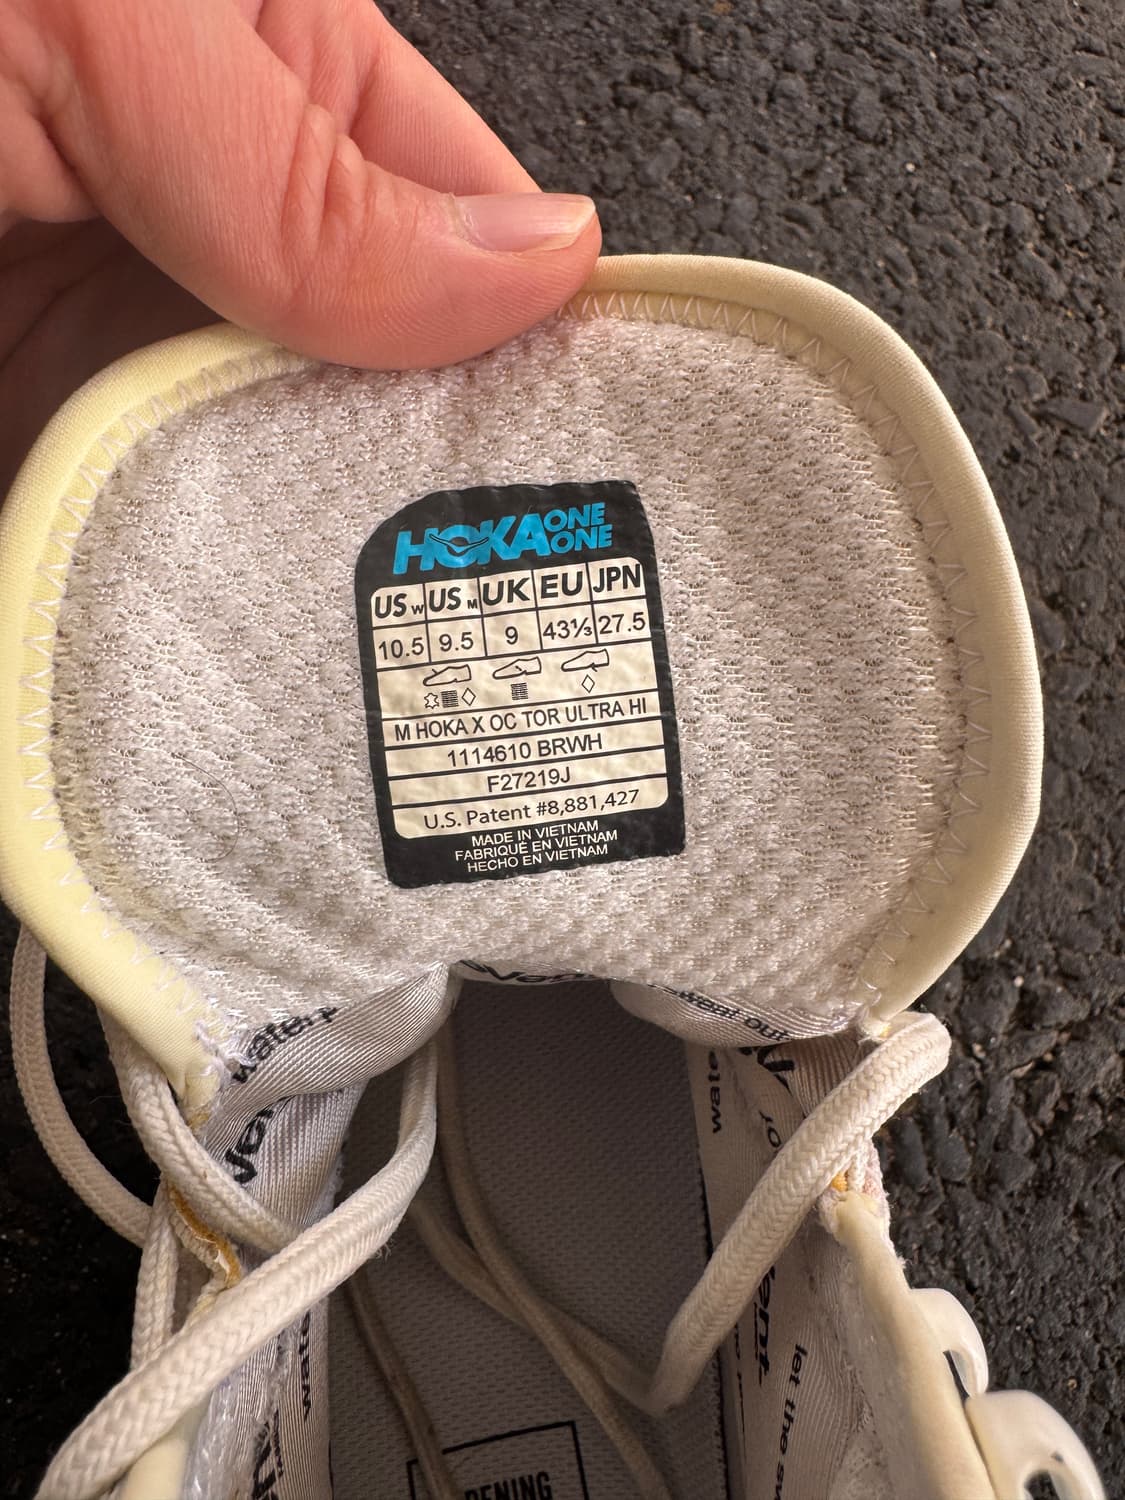 HOKA ONE ONE
US W US M UK EU JPN
10.5 9.5 9 43⅓ 27.5
M HOKA X OC TOR ULTRA HI
1114610 BRWH
F27219J
U.S. Patent #8,881,427
MADE IN VIETNAM
FABRIQUÉ EN VIETNAM
HECHO EN VIETNAM
let the